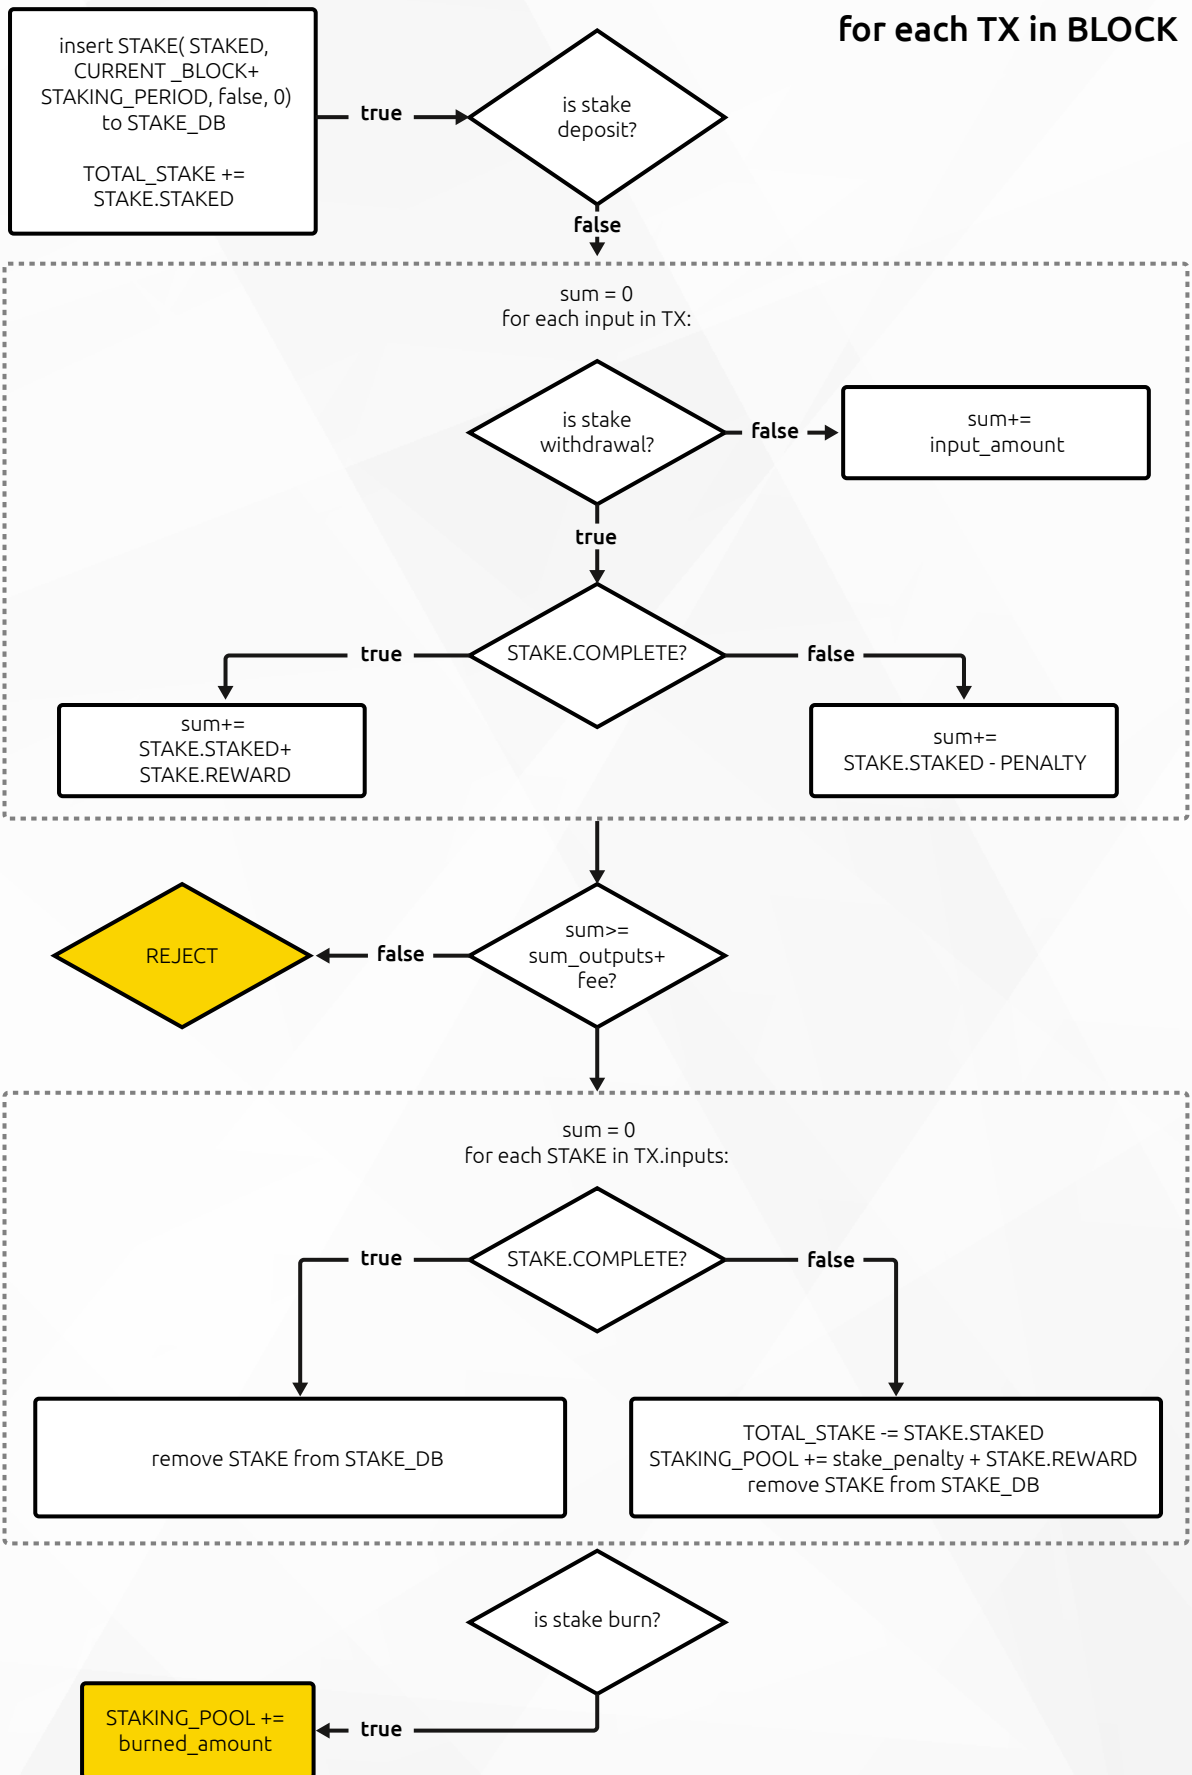 for each TX in BLOCK
insert STAKE( STAKED,
CURRENT _BLOCK+
STAKING_PERIOD, false, 0)
to STAKE_DB
TOTAL_STAKE +=
STAKE.STAKED
true
is stake
deposit?
false
sum = 0
for each input in TX:
is stake
withdrawal?
false
sum+=
input_amount
true
STAKE.COMPLETE?
true
false
sum+=
STAKE.STAKED+
STAKE.REWARD
sum+=
STAKE.STAKED - PENALTY
sum>=
sum_outputs+
fee?
false
REJECT
sum = 0
for each STAKE in TX.inputs:
STAKE.COMPLETE?
true
false
remove STAKE from STAKE_DB
TOTAL_STAKE -= STAKE.STAKED
STAKING_POOL += stake_penalty + STAKE.REWARD
remove STAKE from STAKE_DB
is stake burn?
true
STAKING_POOL +=
burned_amount